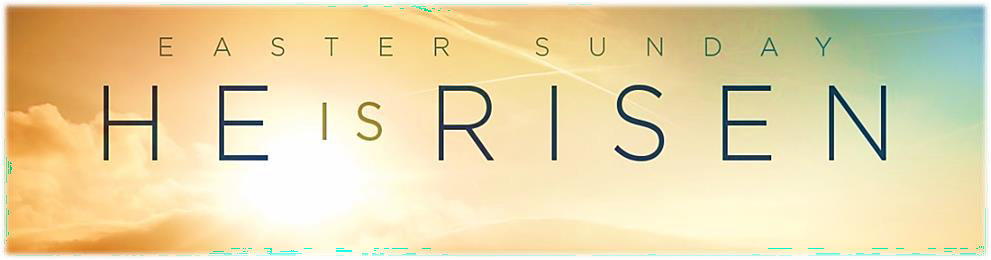 EASTER SUNDAY
HE IS RISEN